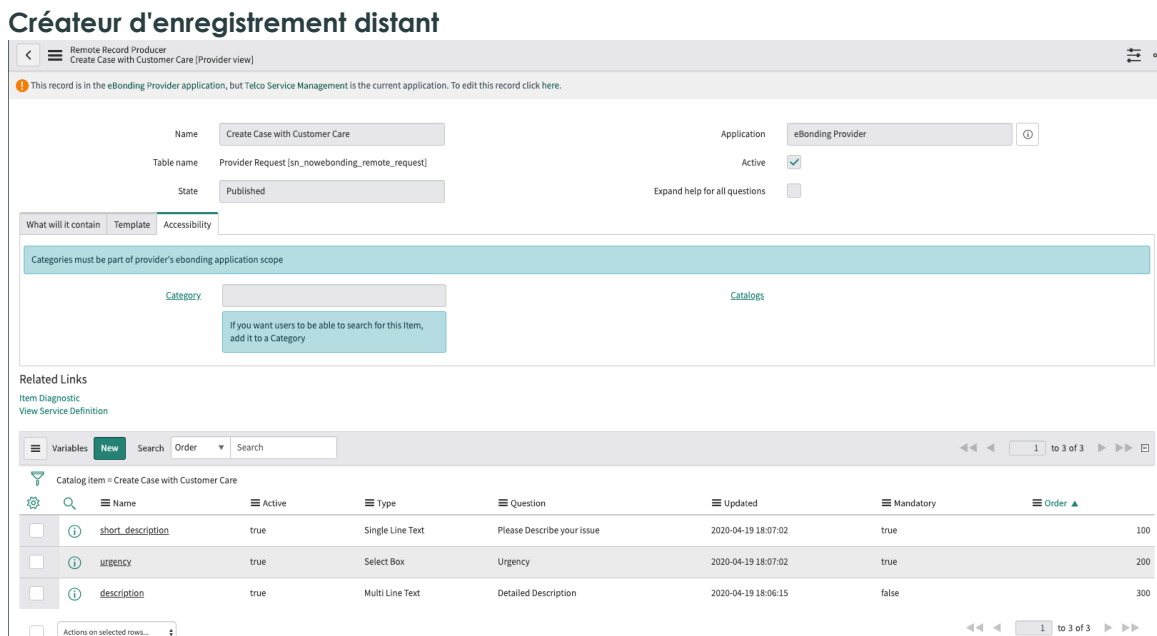 Créateur d'enregistrement distant
Remote Record Producer
Create Case with Customer Care [Provider view]
This record is in the eBonding Provider application, but Telco Service Management is the current application. To edit this record click here.
Name Create Case with Customer Care Application eBonding Provider
Table name Provider Request [sn_nowebonding_remote_request] Active
State Published Expand help for all questions
What will it contain Template Accessibility
Categories must be part of provider's ebonding application scope
Category Catalogs
If you want users to be able to search for this Item,
add it to a Category
Related Links
Item Diagnostic
View Service Definition
Variables New Search Order Search 1 to 3 of 3
Catalog item = Create Case with Customer Care
Name Active Type Question Updated Mandatory Order
short_description true Single Line Text Please Describe your issue 2020-04-19 18:07:02 true 100
urgency true Select Box Urgency 2020-04-19 18:07:02 true 200
description true Multi Line Text Detailed Description 2020-04-19 18:06:15 false 300
Actions on selected rows... 1 to 3 of 3